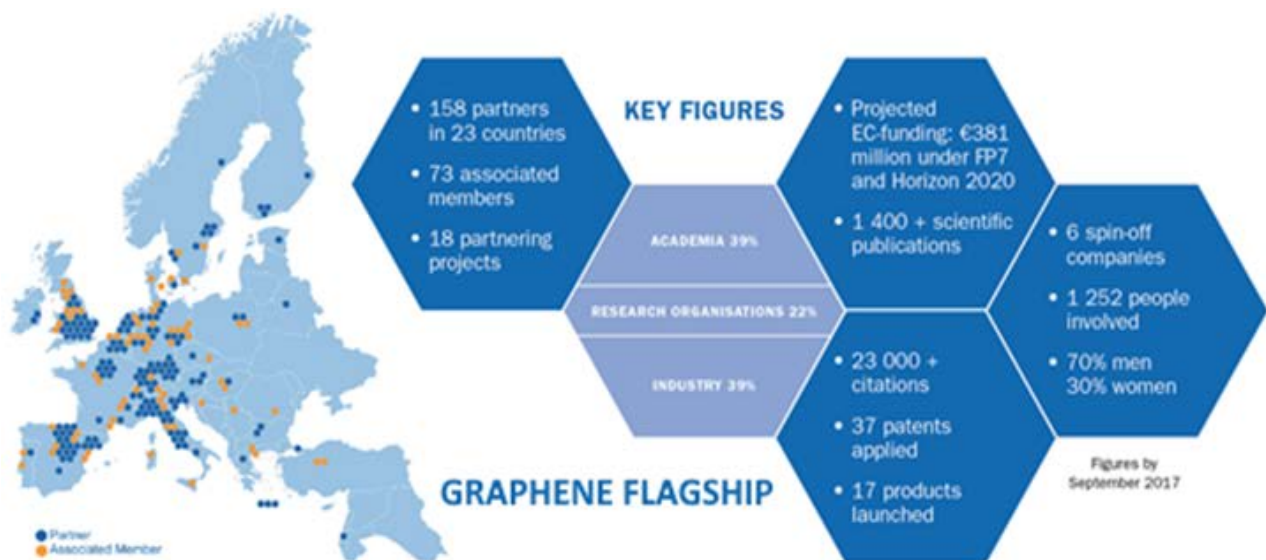 KEY FIGURES
• 158 partners
in 23 countries
• 73 associated
members
• 18 partnering
projects
ACADEMIA 39%
RESEARCH ORGANISATIONS 22%
INDUSTRY 39%
• Projected
EC-funding: €381
million under FP7
and Horizon 2020
• 1 400 + scientific
publications
• 6 spin-off
companies
• 1 252 people
involved
• 70% men
30% women
• 23 000 +
citations
• 37 patents
applied
• 17 products
launched
Figures by
September 2017
GRAPHENE FLAGSHIP
Partner
Associated Member